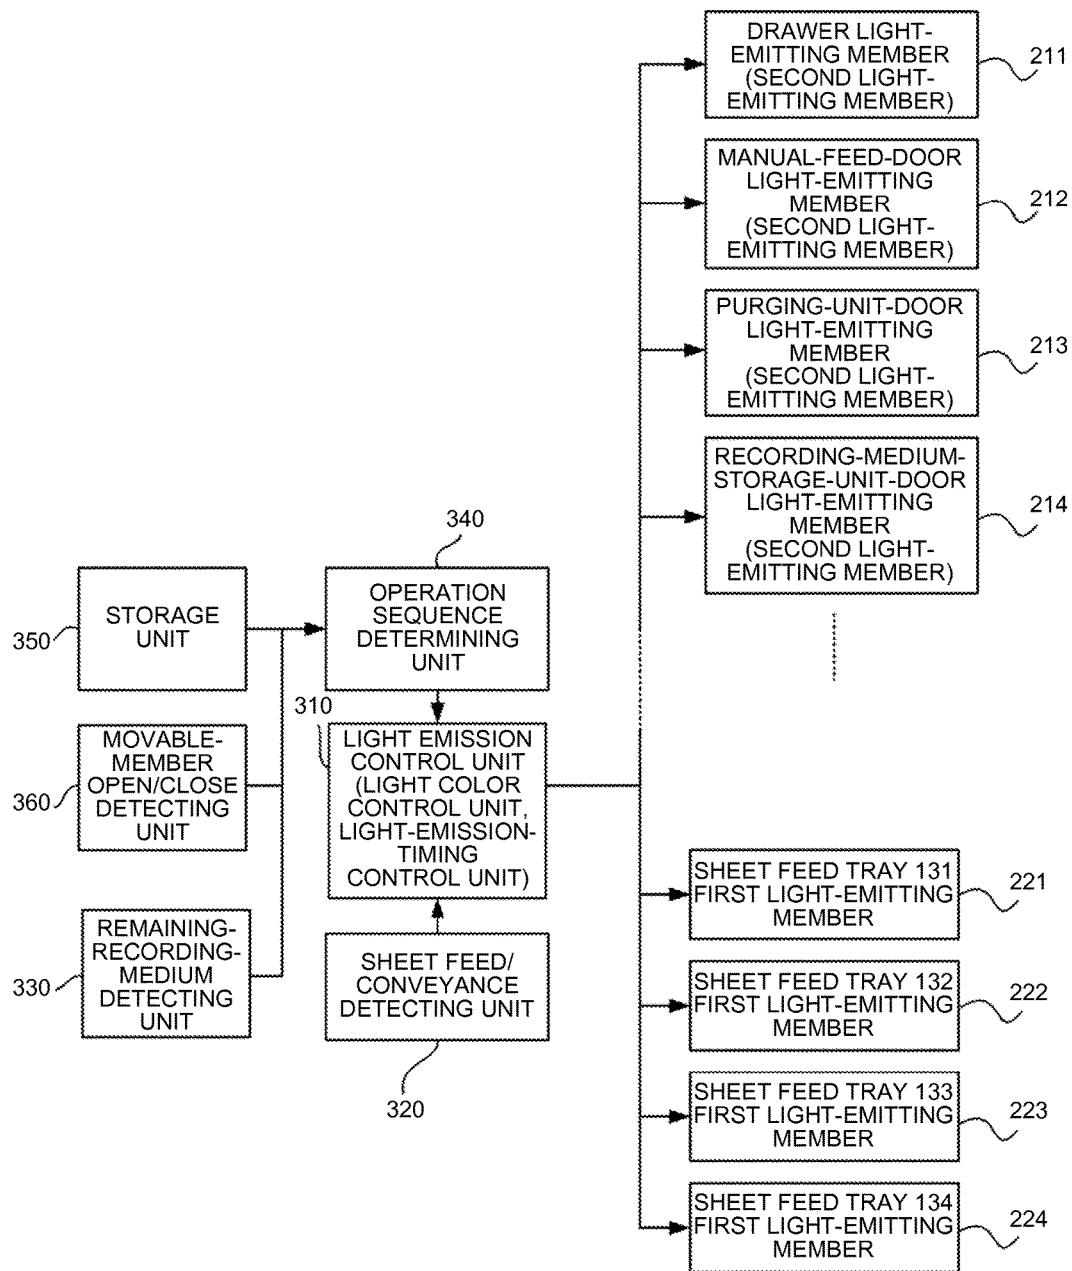 DRAWER LIGHT-
EMITTING MEMBER
(SECOND LIGHT-
EMITTING MEMBER)
211
MANUAL-FEED-DOOR
LIGHT-EMITTING
MEMBER
(SECOND LIGHT-
EMITTING MEMBER)
212
PURGING-UNIT-DOOR
LIGHT-EMITTING
MEMBER
(SECOND LIGHT-
EMITTING MEMBER)
213
RECORDING-MEDIUM-
STORAGE-UNIT-DOOR
LIGHT-EMITTING
MEMBER
(SECOND LIGHT-
EMITTING MEMBER)
214
350
STORAGE
UNIT
340
OPERATION
SEQUENCE
DETERMINING
UNIT
360
MOVABLE-
MEMBER
OPEN/CLOSE
DETECTING
UNIT
310
LIGHT EMISSION
CONTROL UNIT
(LIGHT COLOR
CONTROL UNIT,
LIGHT-EMISSION-
TIMING
CONTROL UNIT)
330
REMAINING-
RECORDING-
MEDIUM
DETECTING
UNIT
SHEET FEED/
CONVEYANCE
DETECTING UNIT
320
SHEET FEED TRAY 131
FIRST LIGHT-EMITTING
MEMBER
221
SHEET FEED TRAY 132
FIRST LIGHT-EMITTING
MEMBER
222
SHEET FEED TRAY 133
FIRST LIGHT-EMITTING
MEMBER
223
SHEET FEED TRAY 134
FIRST LIGHT-EMITTING
MEMBER
224